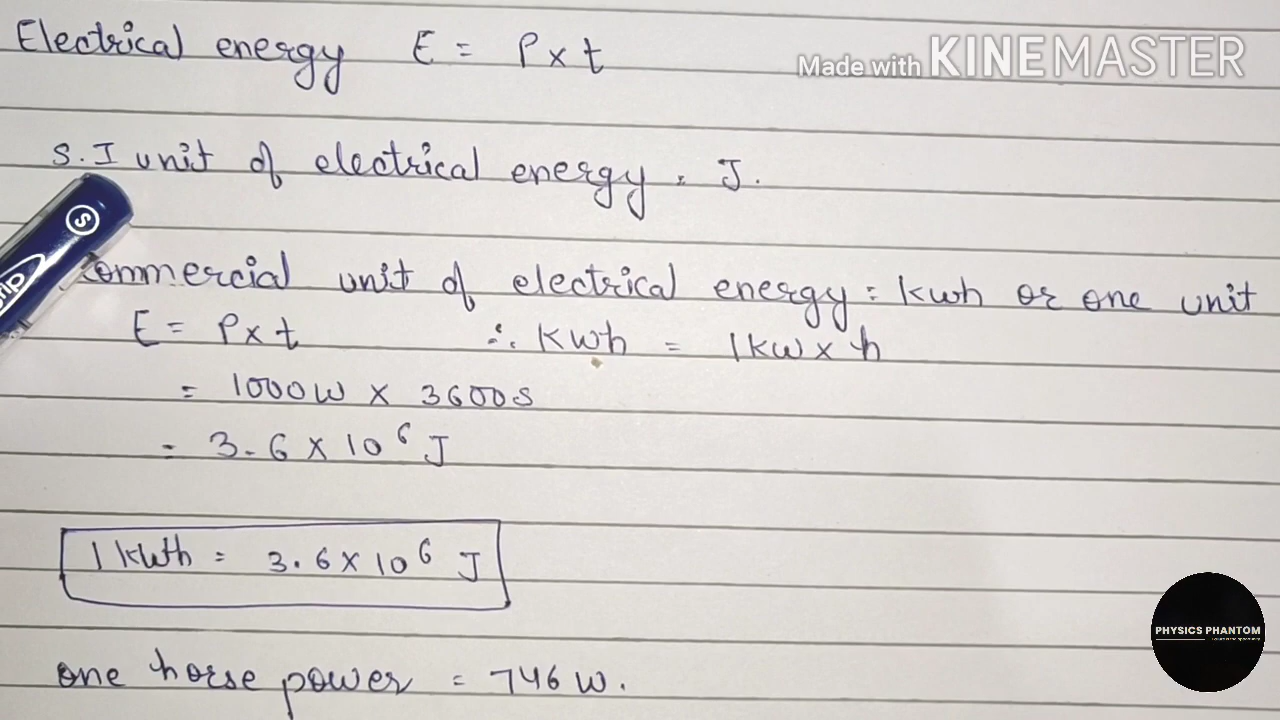 Electrical energy E = P x t
Made with KINEMASTER
S.I unit of electrical energy = J.
S
rip
commercial unit of electrical energy = kwh or one unit
E = P x t ∴ kwh = 1kw x h
= 1000w x 3600s
= 3.6 x 10⁶ J
1 kwh = 3.6 x 10⁶ J
PHYSICS PHANTOM
one horse power = 746 w.